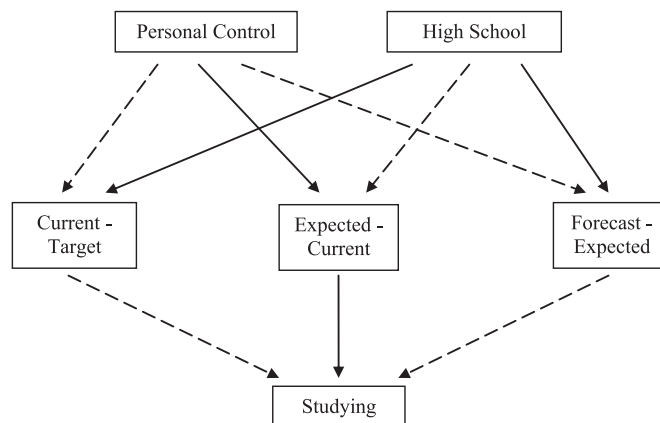 Personal Control
High School
Current -
Target
Expected -
Current
Forecast -
Expected
Studying